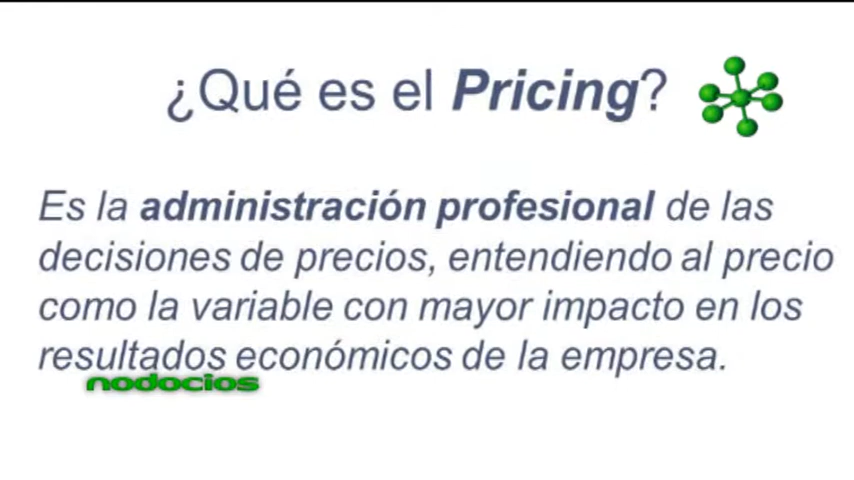 ¿Qué es el Pricing?
Es la administración profesional de las
decisiones de precios, entendiendo al precio
como la variable con mayor impacto en los
resultados económicos de la empresa.
nodocios